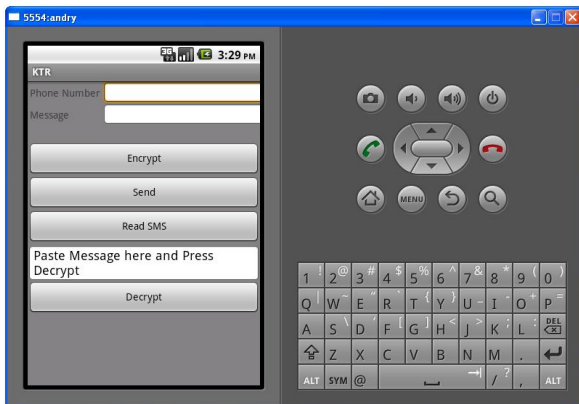 5554:andry
3G 3:29 PM
KTR
Phone Number
Message
Encrypt
Send
Read SMS
Paste Message here and Press
Decrypt
Decrypt
MENU
1 ! 2 @ 3 # 4 $ 5 % 6 ^ 7 & 8 * 9 ( 0 )
Q | W ~ E " R ` T { Y } U _ I - O + P =
A S \ D ' F [ G ] H < J > K ; L : DEL
Z X C V B N M .
ALT SYM @ / ? , ALT